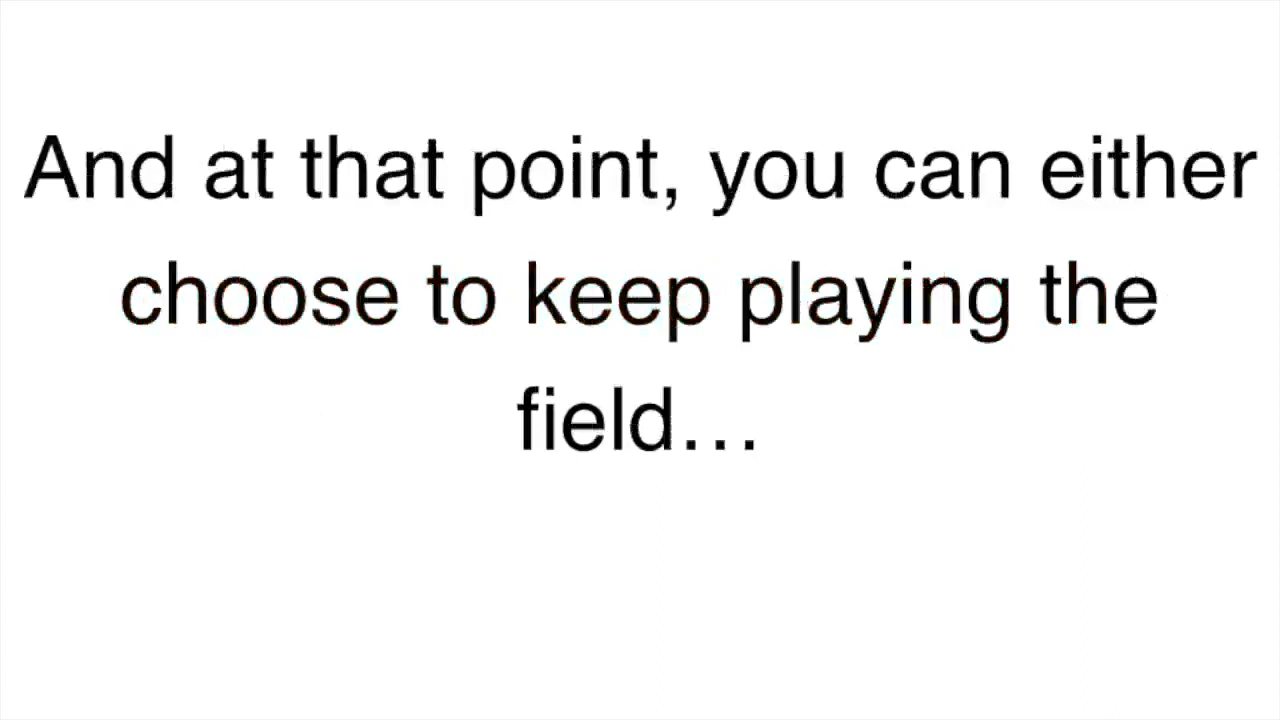 And at that point, you can either
choose to keep playing the
field…